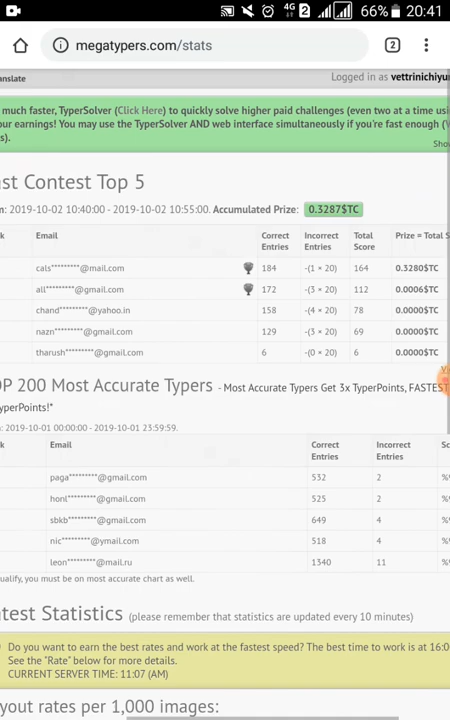 4G 2 66% 20:41
megatypers.com/stats 2
anslate Logged in as vettrinichiyu
much faster, TyperSolver (Click Here) to quickly solve higher paid challenges (even two at a time usi
our earnings! You may use the TyperSolver AND web interface simultaneously if you're fast enough (
s).
Show
st Contest Top 5
m: 2019-10-02 10:40:00 - 2019-10-02 10:55:00. Accumulated Prize: 0.3287$TC
k Email Correct Entries Incorrect Entries Total Score Prize = Total S
cals*********@mail.com 184 -(1 × 20) 164 0.3280$TC
all*********@gmail.com 172 -(3 × 20) 112 0.0006$TC
chand*********@yahoo.in 158 -(4 × 20) 78 0.0000$TC
nazn*********@gmail.com 129 -(3 × 20) 69 0.0000$TC
tharush*********@gmail.com 6 -(0 × 20) 6 0.0000$TC
OP 200 Most Accurate Typers - Most Accurate Typers Get 3x TyperPoints, FASTEST
yperPoints!*
: 2019-10-01 00:00:00 - 2019-10-01 23:59:59.
k Email Correct Entries Incorrect Entries Sc
paga*********@gmail.com 532 2
honl*********@gmail.com 525 2
sbkb*********@gmail.com 649 4
nic*********@ymail.com 518 4
leon*********@mail.ru 1340 11
ualify, you must be on most accurate chart as well.
test Statistics (please remember that statistics are updated every 10 minutes)
Do you want to earn the best rates and work at the fastest speed? The best time to work is at 16:0
See the "Rate" below for more details.
CURRENT SERVER TIME: 11:07 (AM)
yout rates per 1,000 images: